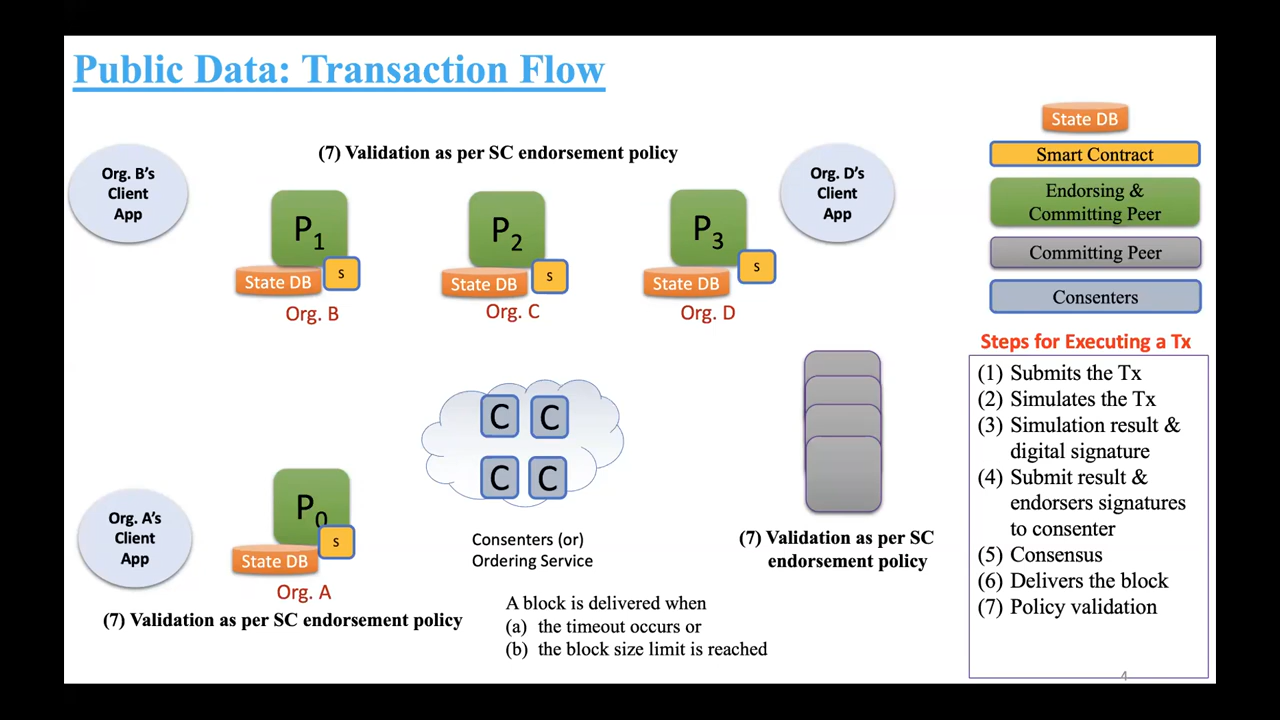 Public Data: Transaction Flow
(7) Validation as per SC endorsement policy
Org. B’s
Client
App
P1
State DB
s
Org. B
P2
State DB
s
Org. C
P3
State DB
s
Org. D
Org. D’s
Client
App
State DB
Smart Contract
Endorsing &
Committing Peer
Committing Peer
Consenters
Steps for Executing a Tx
(1) Submits the Tx
(2) Simulates the Tx
(3) Simulation result &
digital signature
(4) Submit result &
endorsers signatures
to consenter
(5) Consensus
(6) Delivers the block
(7) Policy validation
C C
C C
Consenters (or)
Ordering Service
Org. A’s
Client
App
P0
s
State DB
Org. A
(7) Validation as per SC endorsement policy
(7) Validation as per SC
endorsement policy
A block is delivered when
(a) the timeout occurs or
(b) the block size limit is reached
4